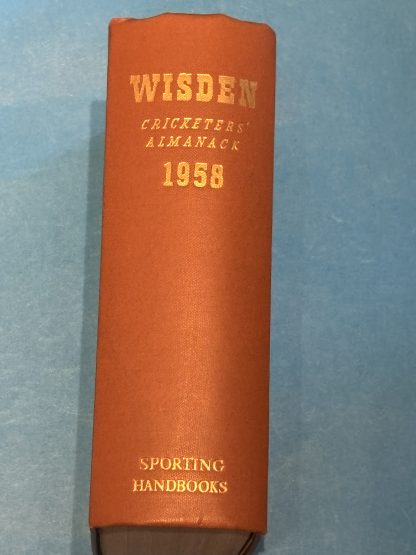 WISDEN
CRICKETERS'
ALMANACK
1958
SPORTING
HANDBOOKS